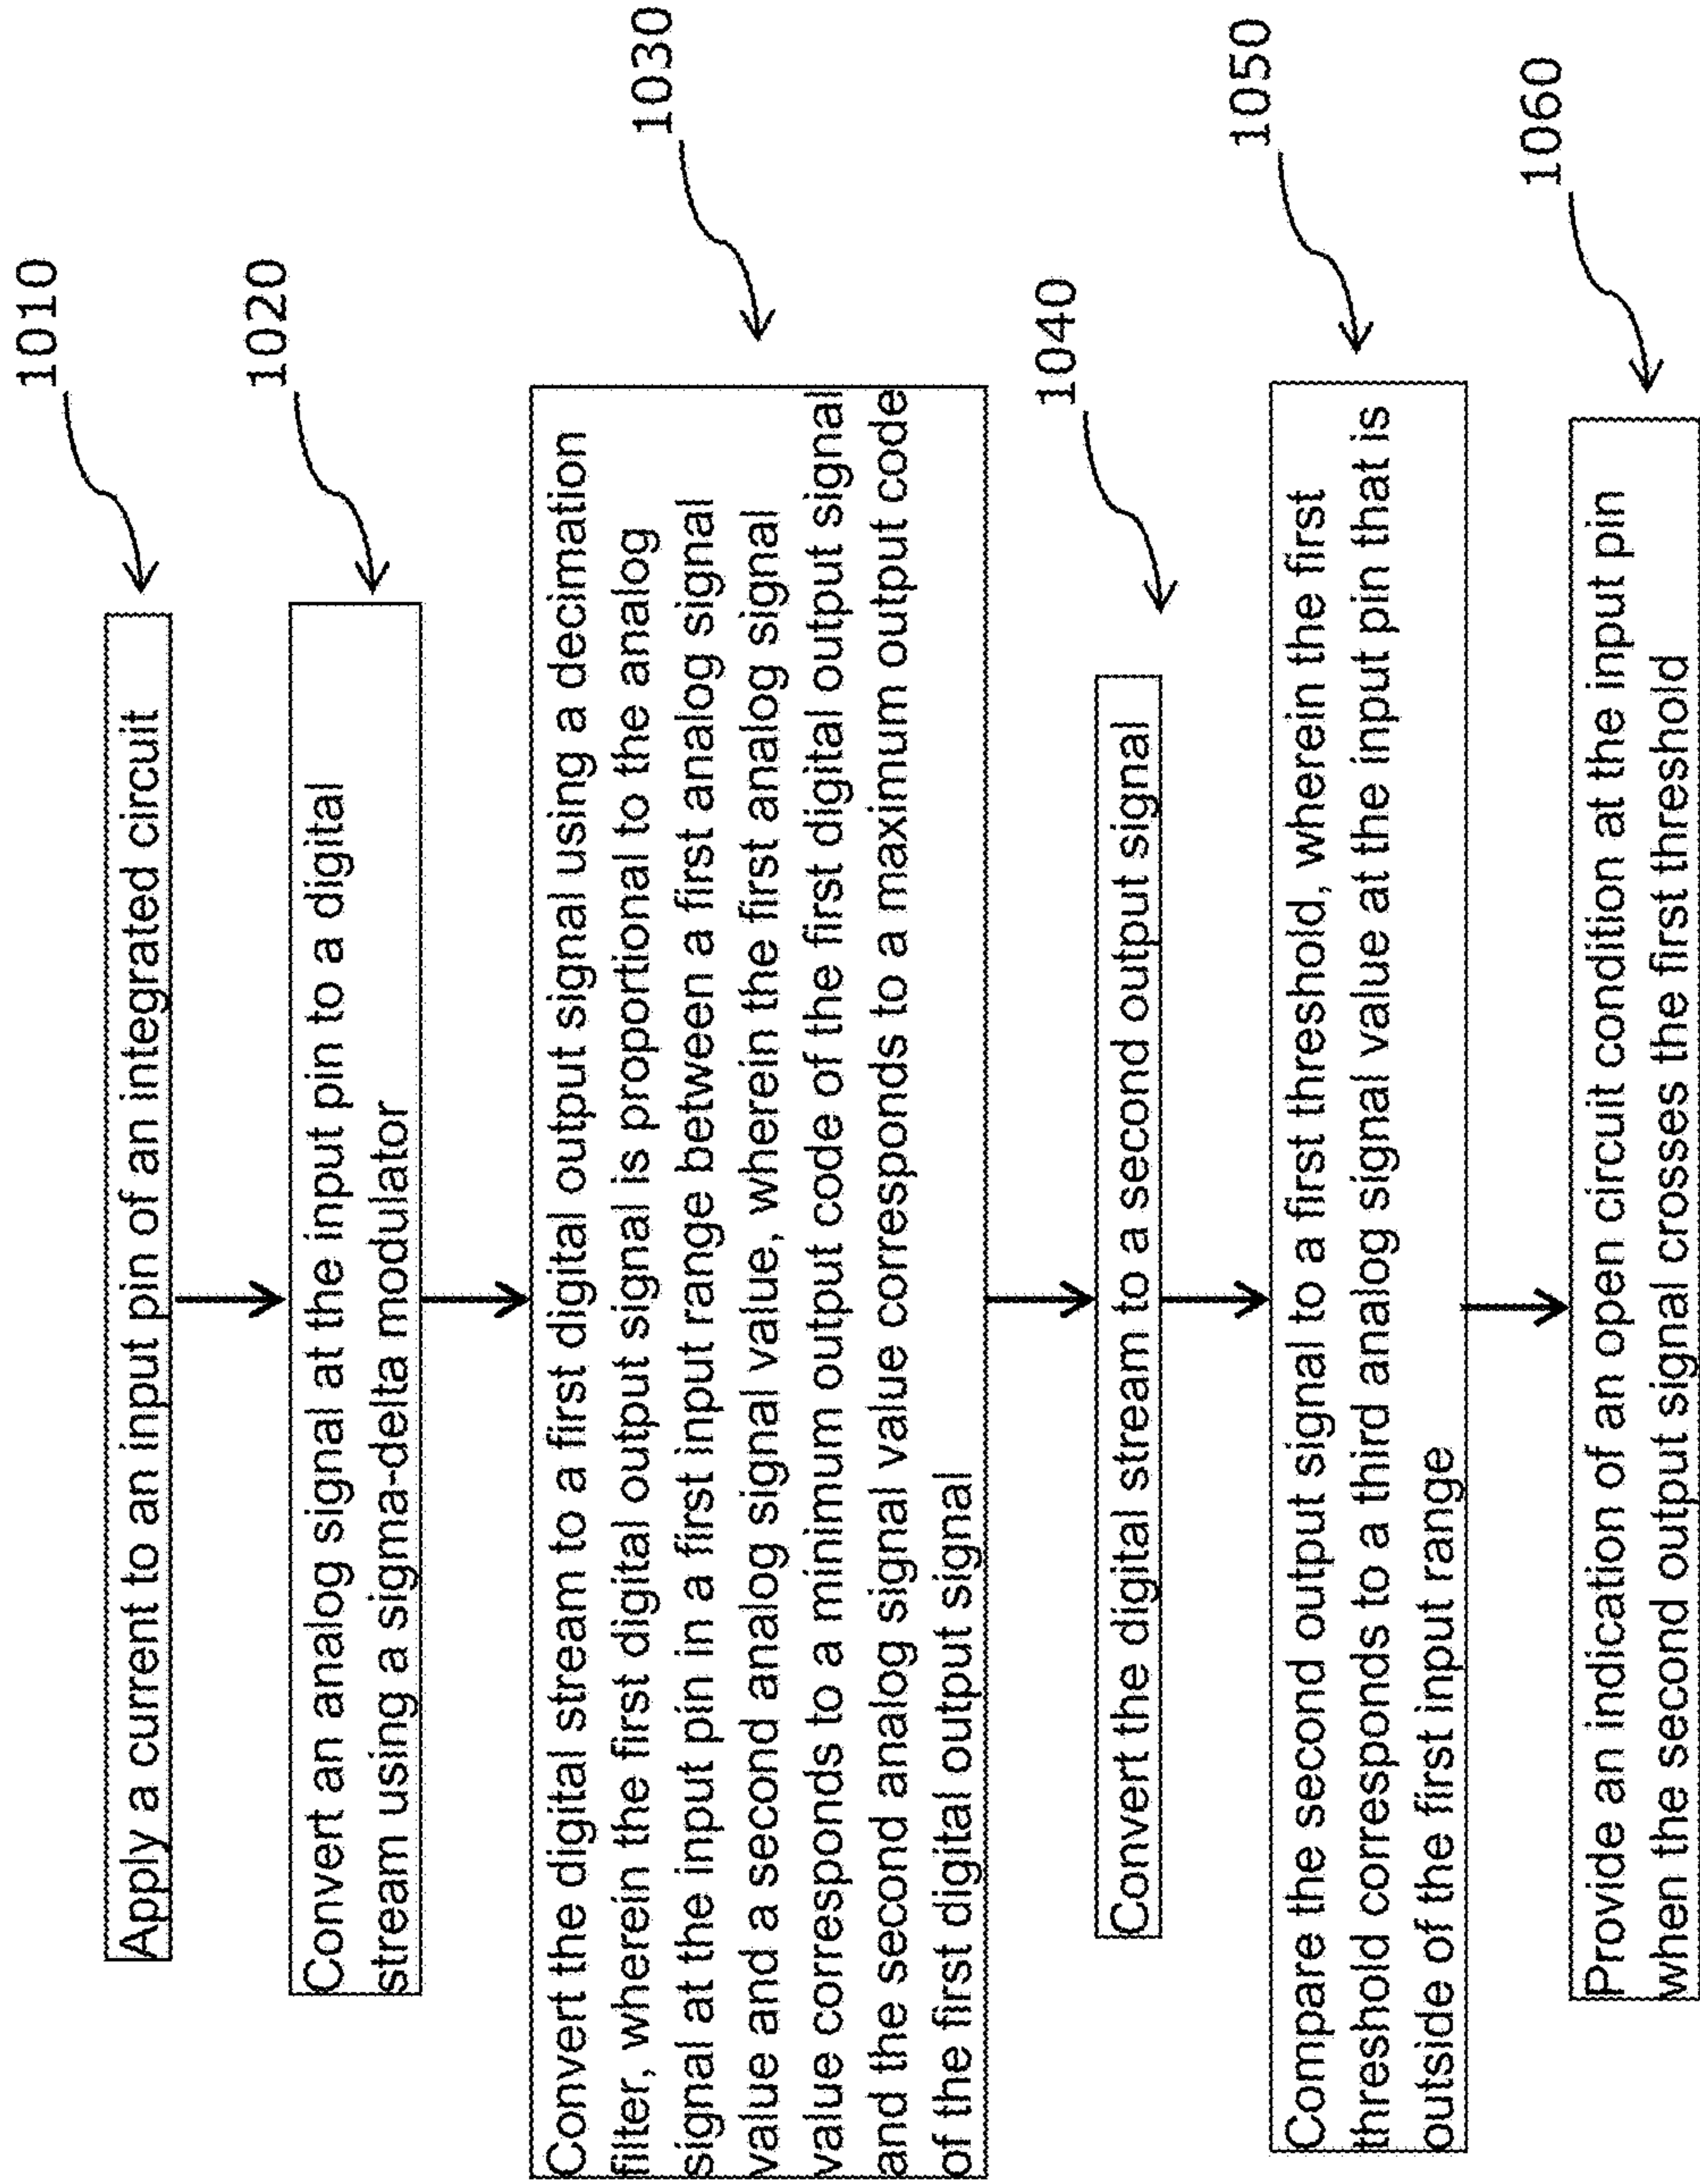 1010
Apply a current to an input pin of an integrated circuit
1020
Convert an analog signal at the input pin to a digital
stream using a sigma-delta modulator
1030
Convert the digital stream to a first digital output signal using a decimation
filter, wherein the first digital output signal is proportional to the analog
signal at the input pin in a first input range between a first analog signal
value and a second analog signal value, wherein the first analog signal
value corresponds to a minimum output code of the first digital output signal
and the second analog signal value corresponds to a maximum output code
of the first digital output signal
1040
Convert the digital stream to a second output signal
1050
Compare the second output signal to a first threshold, wherein the first
threshold corresponds to a third analog signal value at the input pin that is
outside of the first input range
1060
Provide an indication of an open circuit condition at the input pin
when the second output signal crosses the first threshold